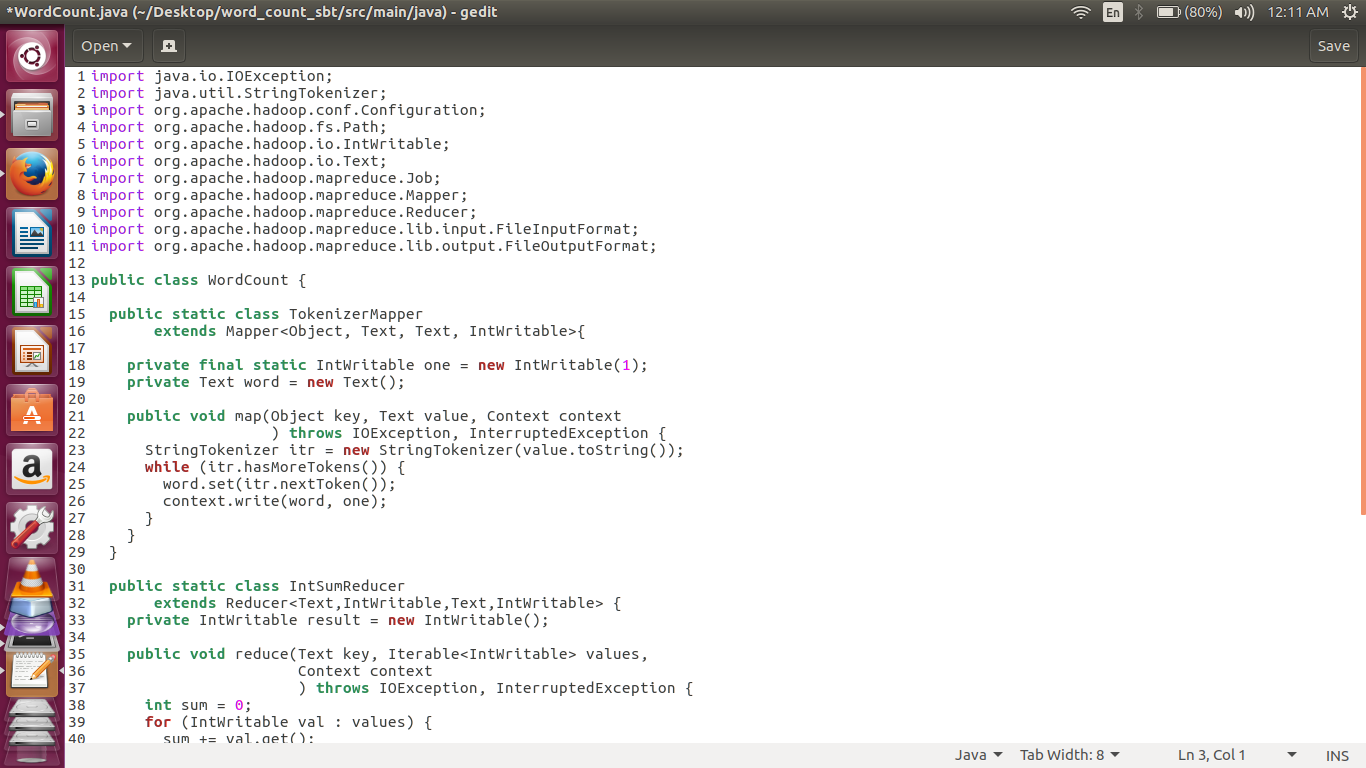 *WordCount.java (~/Desktop/word_count_sbt/src/main/java) - gedit
En
(80%)
12:11 AM
Open
Save
1 import java.io.IOException;
2 import java.util.StringTokenizer;
3 import org.apache.hadoop.conf.Configuration;
4 import org.apache.hadoop.fs.Path;
5 import org.apache.hadoop.io.IntWritable;
6 import org.apache.hadoop.io.Text;
7 import org.apache.hadoop.mapreduce.Job;
8 import org.apache.hadoop.mapreduce.Mapper;
9 import org.apache.hadoop.mapreduce.Reducer;
10 import org.apache.hadoop.mapreduce.lib.input.FileInputFormat;
11 import org.apache.hadoop.mapreduce.lib.output.FileOutputFormat;
12
13 public class WordCount {
14
15   public static class TokenizerMapper
16        extends Mapper<Object, Text, Text, IntWritable>{
17
18     private final static IntWritable one = new IntWritable(1);
19     private Text word = new Text();
20
21     public void map(Object key, Text value, Context context
22                     ) throws IOException, InterruptedException {
23       StringTokenizer itr = new StringTokenizer(value.toString());
24       while (itr.hasMoreTokens()) {
25         word.set(itr.nextToken());
26         context.write(word, one);
27       }
28     }
29   }
30
31   public static class IntSumReducer
32        extends Reducer<Text,IntWritable,Text,IntWritable> {
33     private IntWritable result = new IntWritable();
34
35     public void reduce(Text key, Iterable<IntWritable> values,
36                        Context context
37                        ) throws IOException, InterruptedException {
38       int sum = 0;
39       for (IntWritable val : values) {
40         sum += val.get();
Java
Tab Width: 8
Ln 3, Col 1
INS